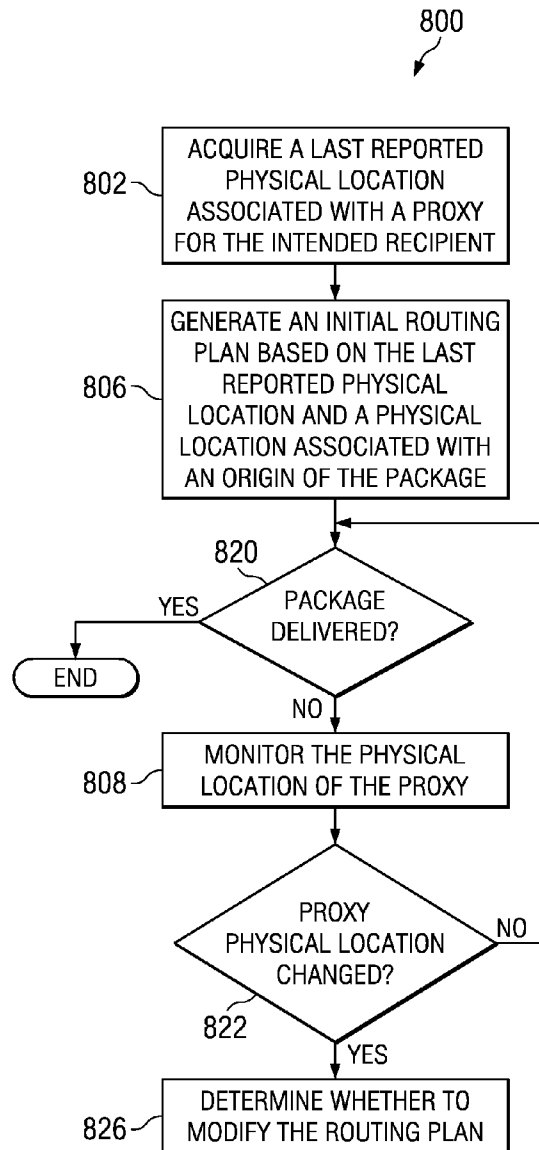 800
802
ACQUIRE A LAST REPORTED
PHYSICAL LOCATION
ASSOCIATED WITH A PROXY
FOR THE INTENDED RECIPIENT
806
GENERATE AN INITIAL ROUTING
PLAN BASED ON THE LAST
REPORTED PHYSICAL
LOCATION AND A PHYSICAL
LOCATION ASSOCIATED WITH
AN ORIGIN OF THE PACKAGE
820
YES
PACKAGE
DELIVERED?
END
NO
808
MONITOR THE PHYSICAL
LOCATION OF THE PROXY
PROXY
PHYSICAL LOCATION
CHANGED?
NO
822
YES
826
DETERMINE WHETHER TO
MODIFY THE ROUTING PLAN